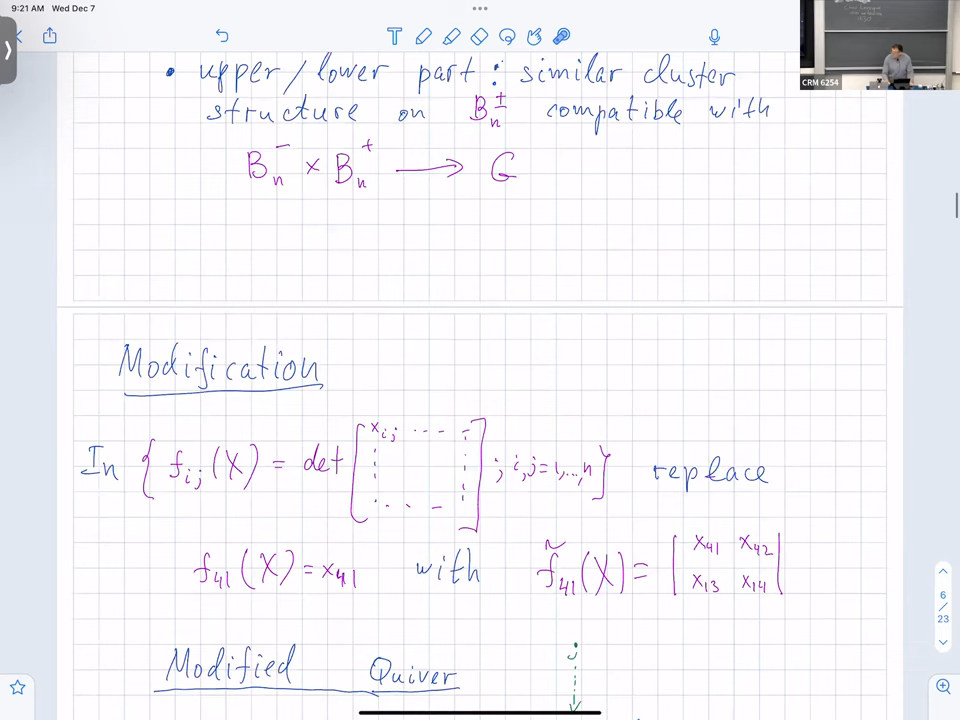 9:21 AM Wed Dec 7
CRM 6254
• upper/lower part : similar cluster
structure on B_n^± compatible with
B_n^- × B_n^+ ⟶ G
Modification
In { f_ij(X) = det [ x_ij ··· ] ; i,j=1,...,n } replace
f_41(X) = x_41 with f̃_41(X) = | x_41 x_42 |
| x_13 x_14 |
Modified Quiver
6
/
23